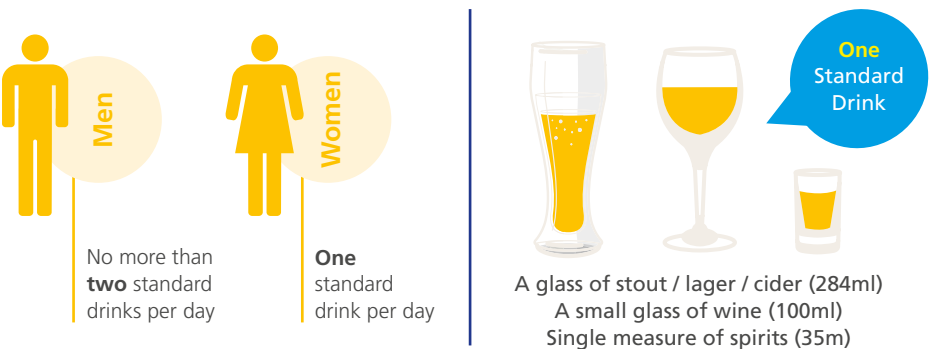 Men
No more than
two standard
drinks per day
Women
One
standard
drink per day
One
Standard
Drink
A glass of stout / lager / cider (284ml)
A small glass of wine (100ml)
Single measure of spirits (35m)